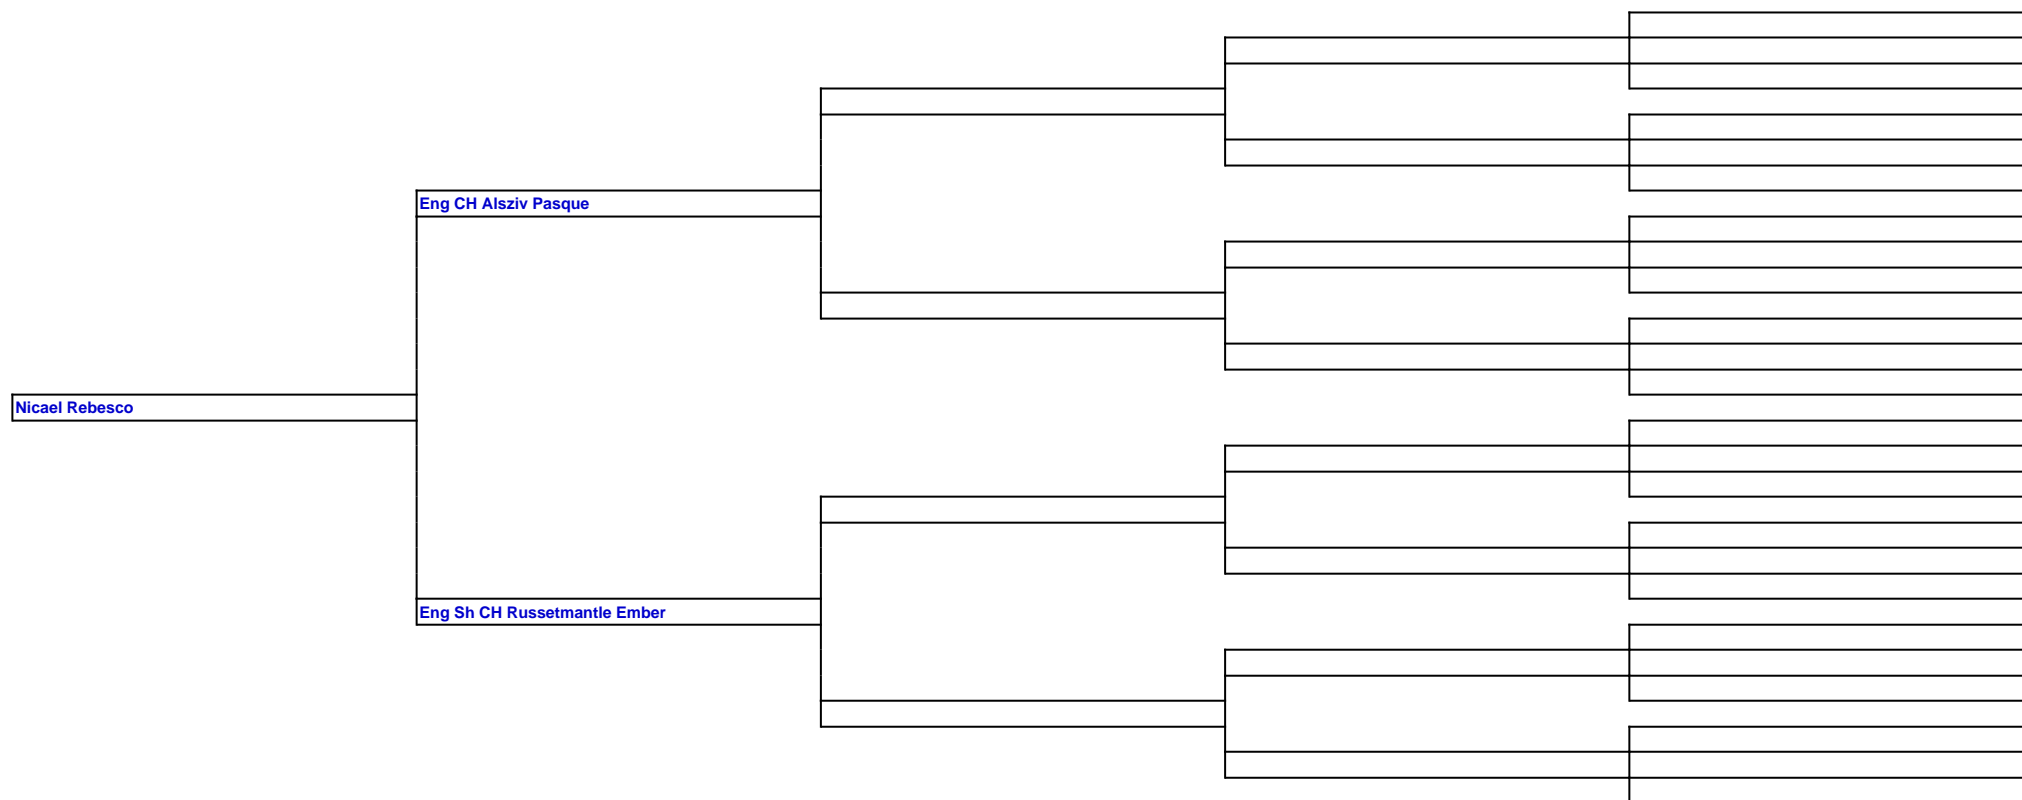 Eng CH Alsziv Pasque
Nicael Rebesco
Eng Sh CH Russetmantle Ember